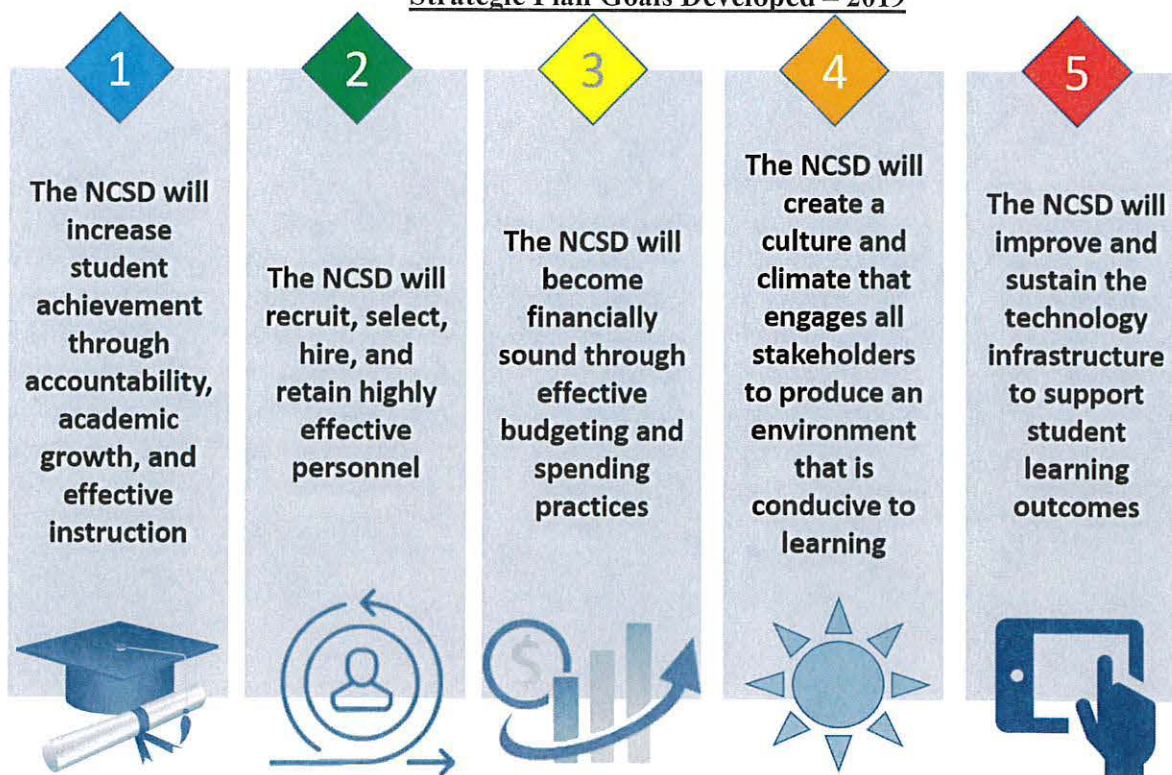 Strategic Plan Goals Developed – 2019
1
The NCSD will
increase
student
achievement
through
accountability,
academic
growth, and
effective
instruction
2
The NCSD will
recruit, select,
hire, and
retain highly
effective
personnel
3
The NCSD will
become
financially
sound through
effective
budgeting and
spending
practices
$
4
The NCSD will
create a
culture and
climate that
engages all
stakeholders
to produce an
environment
that is
conducive to
learning
5
The NCSD will
improve and
sustain the
technology
infrastructure
to support
student
learning
outcomes